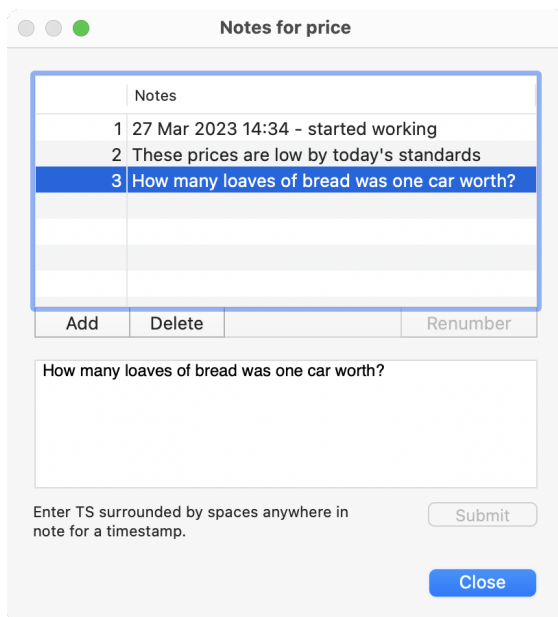 Notes for price
Notes
1 27 Mar 2023 14:34 - started working
2 These prices are low by today's standards
3 How many loaves of bread was one car worth?
Add Delete Renumber
How many loaves of bread was one car worth?
Enter TS surrounded by spaces anywhere in
note for a timestamp.
Submit
Close